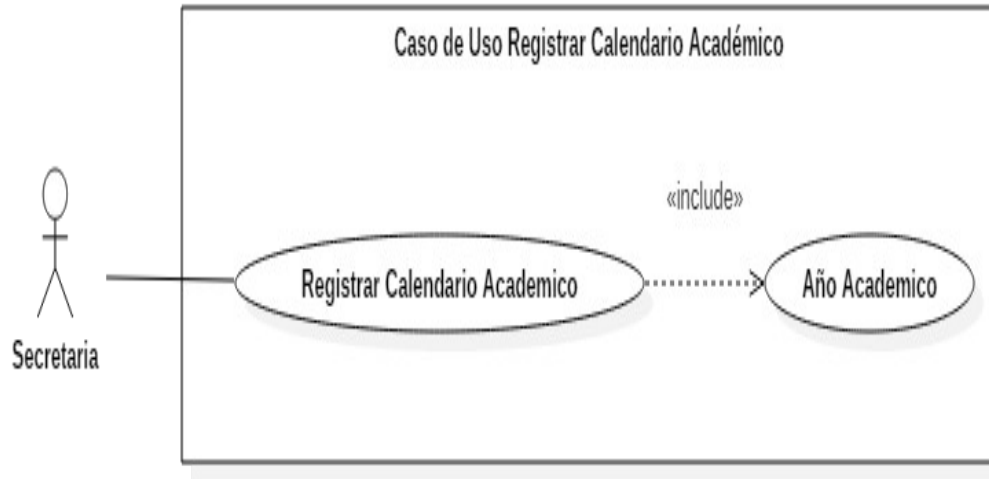 Caso de Uso Registrar Calendario Académico
«include»
Registrar Calendario Academico
Año Academico
Secretaria